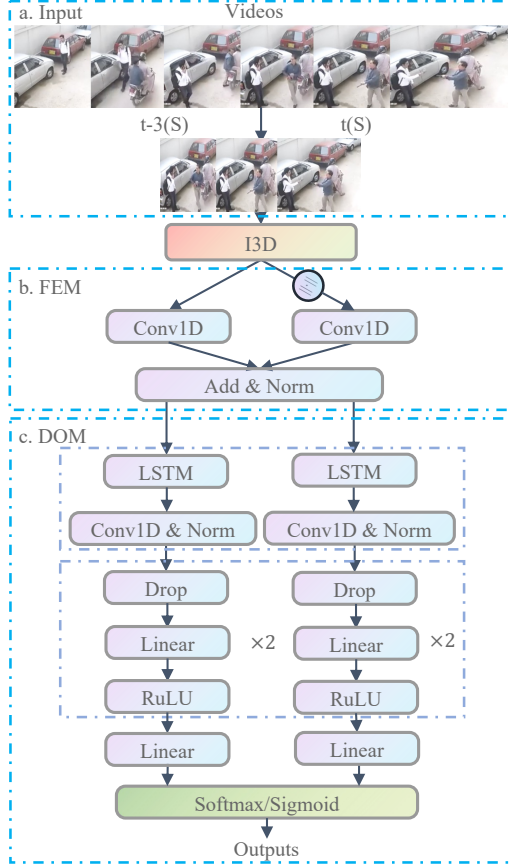 a. Input
Videos
t-3(S)
t(S)
I3D
b. FEM
Conv1D
Conv1D
Add & Norm
c. DOM
LSTM
LSTM
Conv1D & Norm
Conv1D & Norm
Drop
Drop
Linear
×2
Linear
×2
RuLU
RuLU
Linear
Linear
Softmax/Sigmoid
Outputs